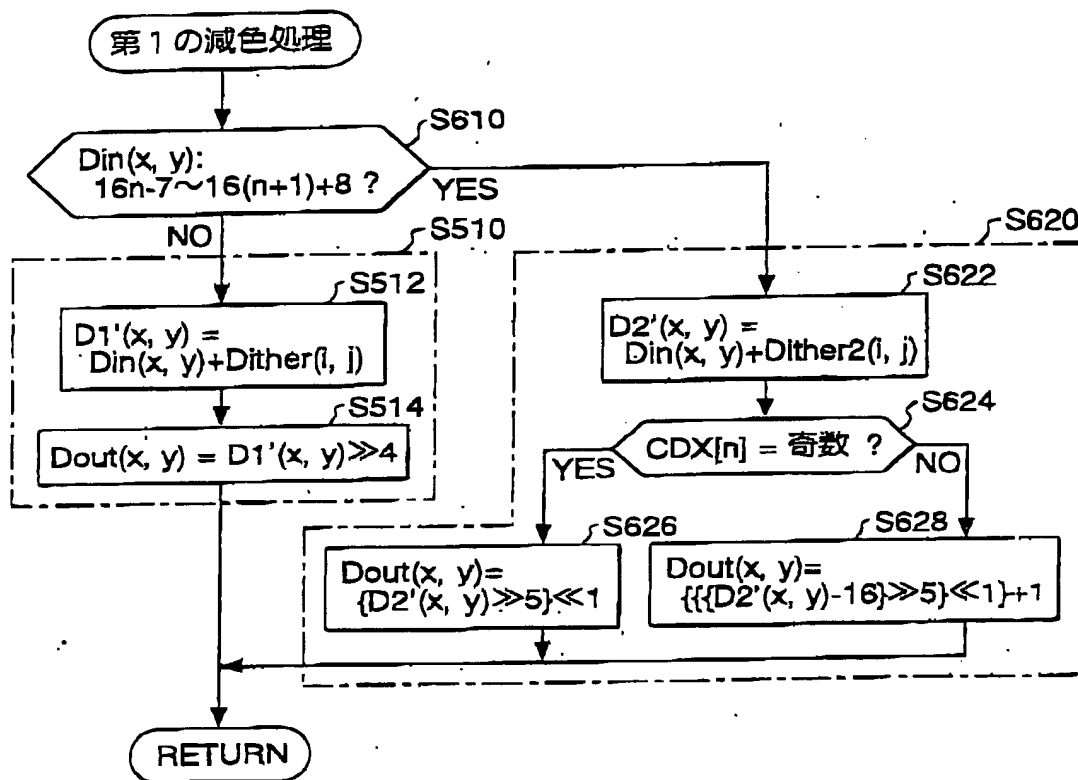 第1の減色処理
S610
Din(x, y):
16n-7～16(n+1)+8 ?
YES
NO
S510
S620
S512
D1'(x, y) =
Din(x, y)+Dither(i, j)
S514
Dout(x, y) = D1'(x, y)≫4
S622
D2'(x, y) =
Din(x, y)+Dither2(i, j)
S624
CDX[n] = 奇数 ?
YES
NO
S626
Dout(x, y)=
{D2'(x, y)≫5}≪1
S628
Dout(x, y)=
{{{D2'(x, y)-16}≫5}≪1}+1
RETURN